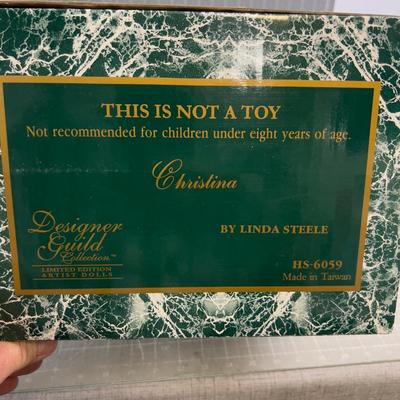 THIS IS NOT A TOY
Not recommended for children under eight years of age.
Christina
Designer
Guild
Collection™
LIMITED EDITION
ARTIST DOLLS
BY LINDA STEELE
HS-6059
Made in Taiwan